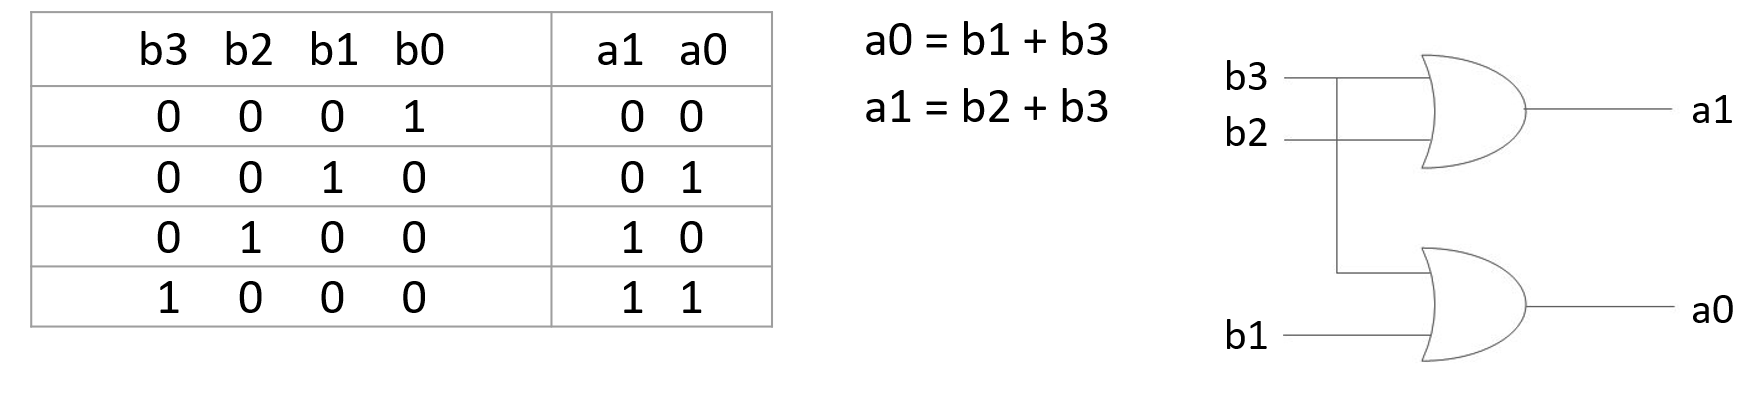 b3 b2 b1 b0 a1 a0
0 0 0 1 0 0
0 0 1 0 0 1
0 1 0 0 1 0
1 0 0 0 1 1
a0 = b1 + b3
a1 = b2 + b3
b3
b2
a1
b1
a0